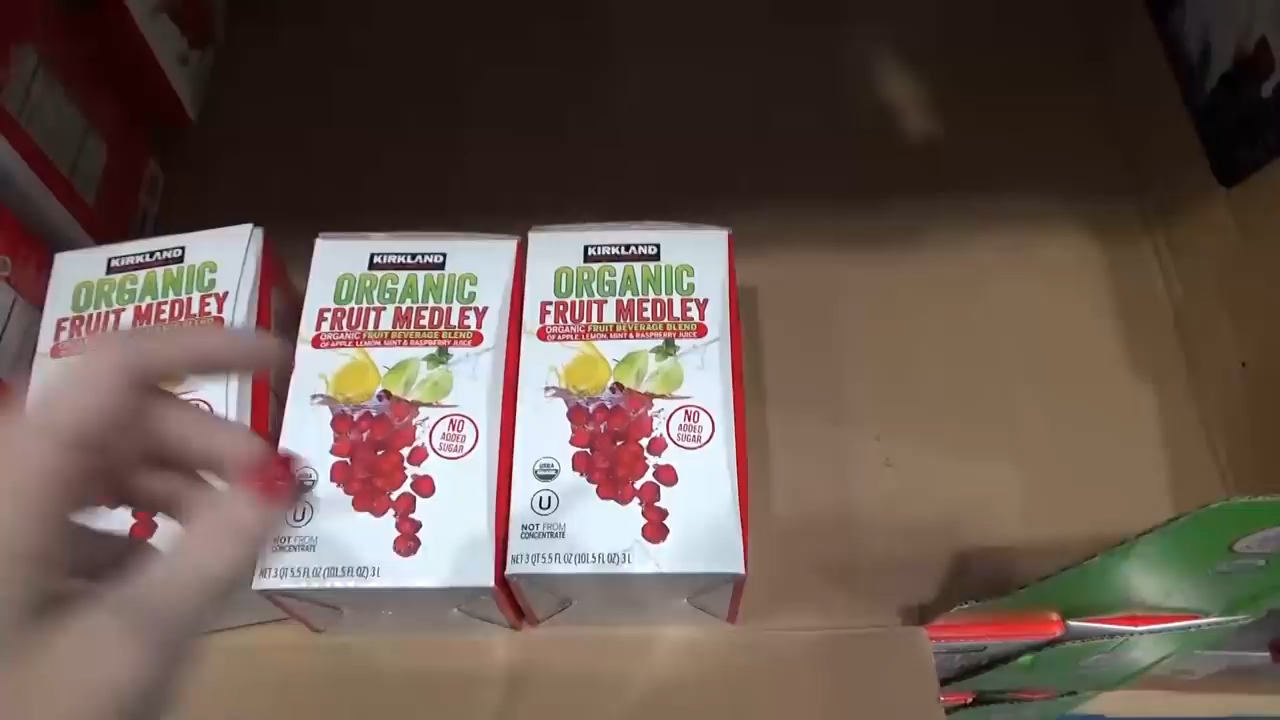 KIRKLAND
ORGANIC
FRUIT MEDLEY
KIRKLAND
ORGANIC
FRUIT MEDLEY
ORGANIC FRUIT BEVERAGE BLEND
OF APPLE, LEMON, MINT & RASPBERRY JUICE
NO
ADDED
SUGAR
U
NOT FROM
CONCENTRATE
NET 3 QT 5.5 FL OZ (101.5 FL OZ) 3 L
KIRKLAND
ORGANIC
FRUIT MEDLEY
ORGANIC FRUIT BEVERAGE BLEND
OF APPLE, LEMON, MINT & RASPBERRY JUICE
NO
ADDED
SUGAR
USDA
U
NOT FROM
CONCENTRATE
NET 3 QT 5.5 FL OZ (101.5 FL OZ) 3 L